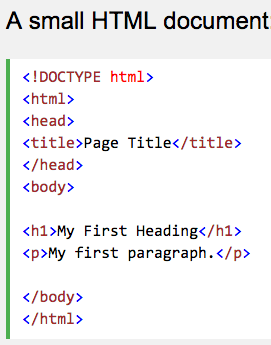 A small HTML document
<!DOCTYPE html>
<html>
<head>
<title>Page Title</title>
</head>
<body>
<h1>My First Heading</h1>
<p>My first paragraph.</p>
</body>
</html>